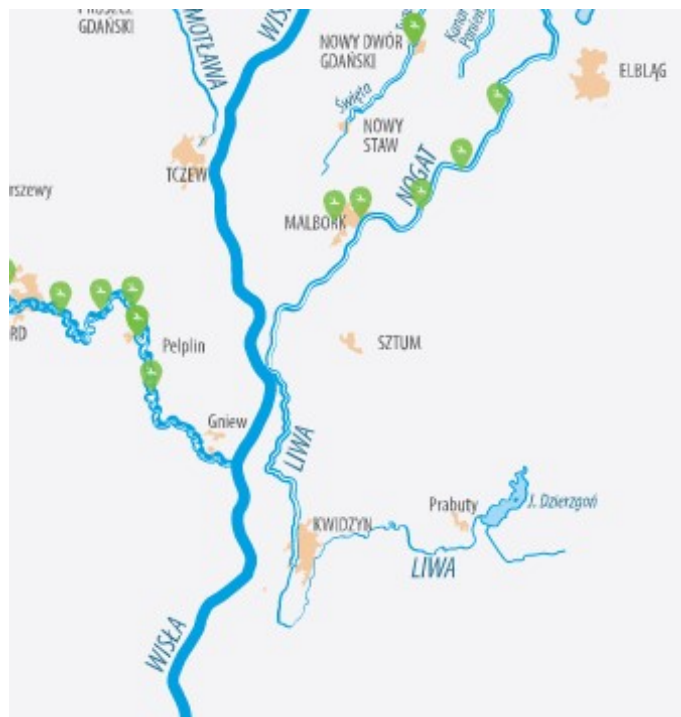 GDAŃSKI
MOTŁAWA
WISŁ
NOWY DWÓR
GDAŃSKI
ELBLĄG
Święta
NOWY
STAW
TCZEW
rszewy
NOGAT
MALBORK
RD
Pelplin
SZTUM
Gniew
LIWA
Prabuty
J. Dzierzgoń
KWIDZYN
LIWA
WISŁA